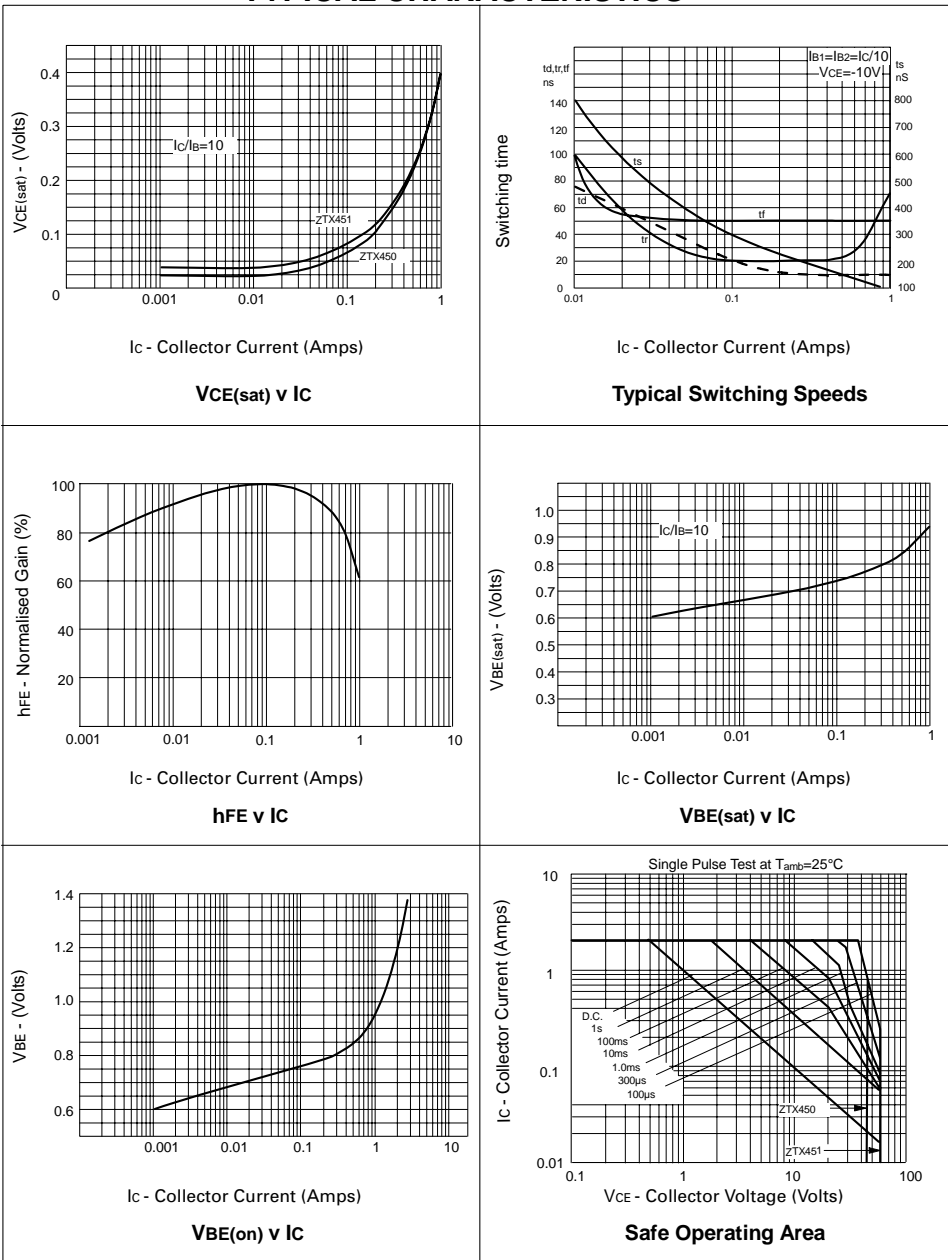 TYPICAL CHARACTERISTICS
VCE(sat) - (Volts)
0.4
0.3
0.2
0.1
0
IC/IB=10
ZTX451
ZTX450
0.001
0.01
0.1
1
IC - Collector Current (Amps)
VCE(sat) v IC
Switching time
td,tr,tf
ns
140
120
100
80
60
40
20
0
IB1=IB2=IC/10
VCE=-10V
ts
nS
800
700
600
500
400
300
200
100
ts
td
tf
tr
0.01
0.1
1
IC - Collector Current (Amps)
Typical Switching Speeds
hFE - Normalised Gain (%)
100
80
60
40
20
0.001
0.01
0.1
1
10
IC - Collector Current (Amps)
hFE v IC
VBE(sat) - (Volts)
1.0
0.9
0.8
0.7
0.6
0.5
0.4
0.3
IC/IB=10
0.001
0.01
0.1
1
IC - Collector Current (Amps)
VBE(sat) v IC
VBE - (Volts)
1.4
1.2
1.0
0.8
0.6
0.001
0.01
0.1
1
10
IC - Collector Current (Amps)
VBE(on) v IC
Single Pulse Test at Tamb=25°C
IC - Collector Current (Amps)
10
1
0.1
0.01
D.C.
1s
100ms
10ms
1.0ms
300µs
100µs
ZTX450
ZTX451
0.1
1
10
100
VCE - Collector Voltage (Volts)
Safe Operating Area